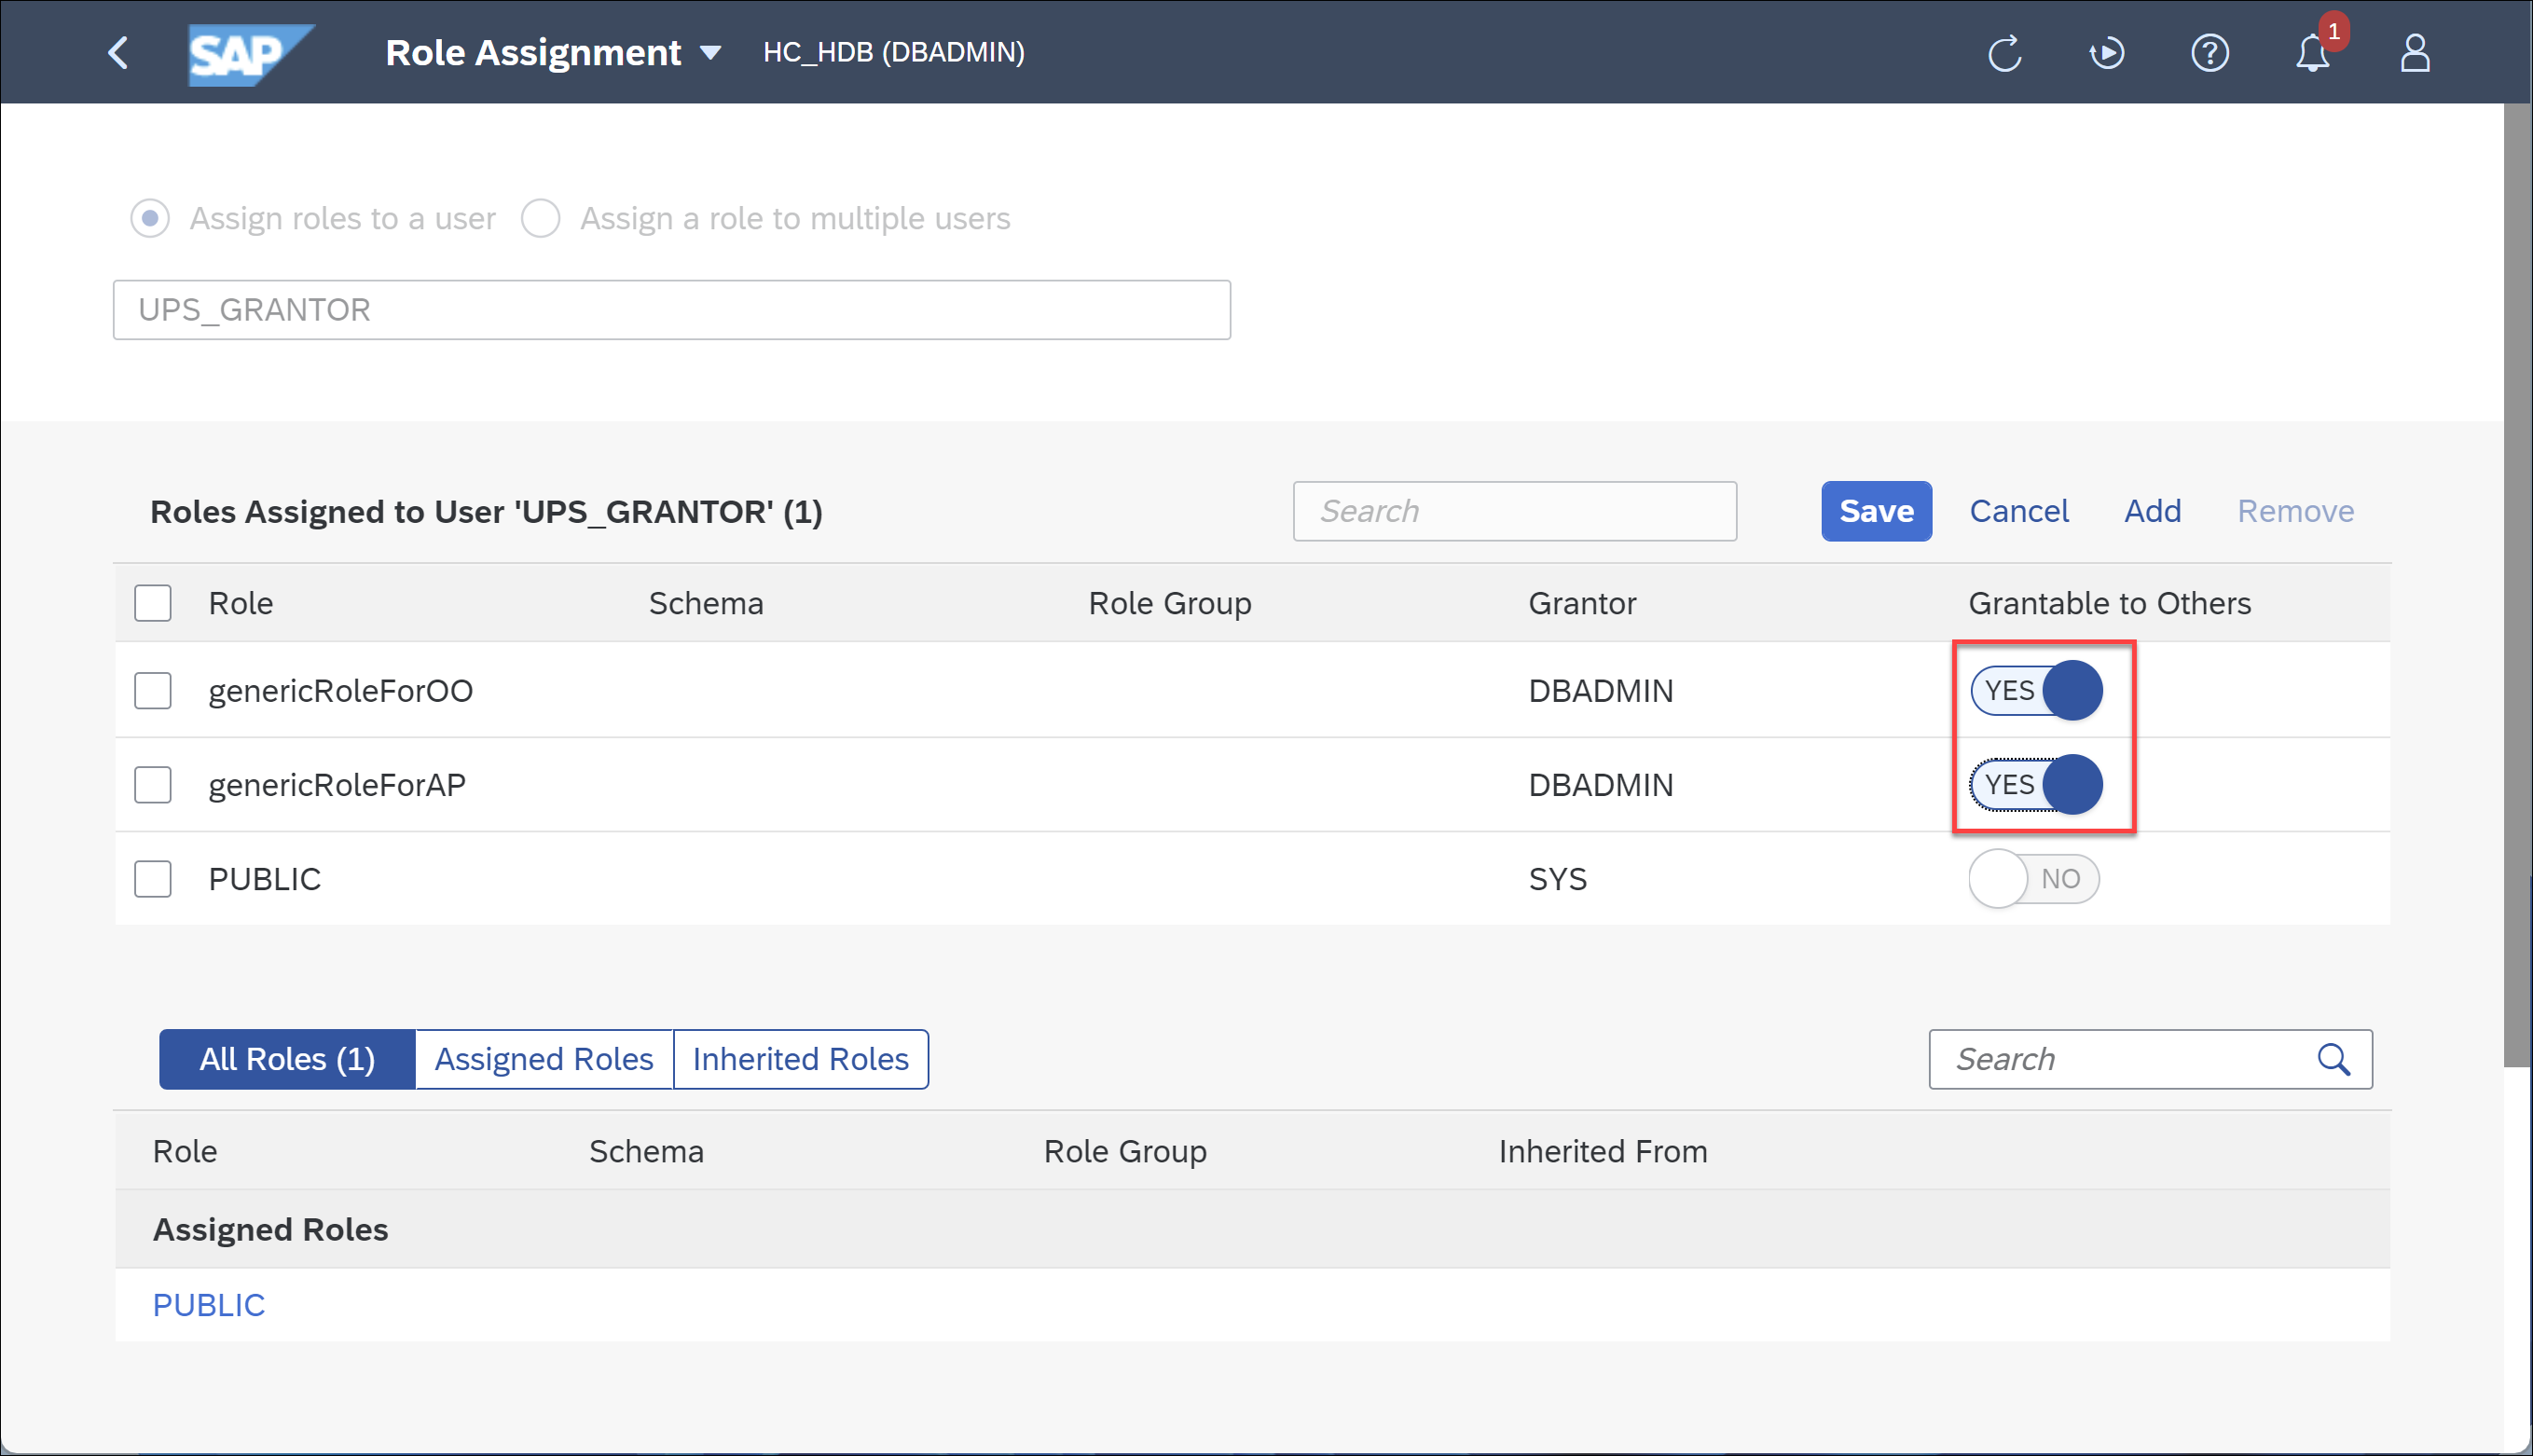 SAP Role Assignment HC_HDB (DBADMIN) 1
Assign roles to a user Assign a role to multiple users
UPS_GRANTOR
Roles Assigned to User 'UPS_GRANTOR' (1) Search Save Cancel Add Remove
Role Schema Role Group Grantor Grantable to Others
genericRoleForOO DBADMIN YES
genericRoleForAP DBADMIN YES
PUBLIC SYS NO
All Roles (1) Assigned Roles Inherited Roles Search
Role Schema Role Group Inherited From
Assigned Roles
PUBLIC